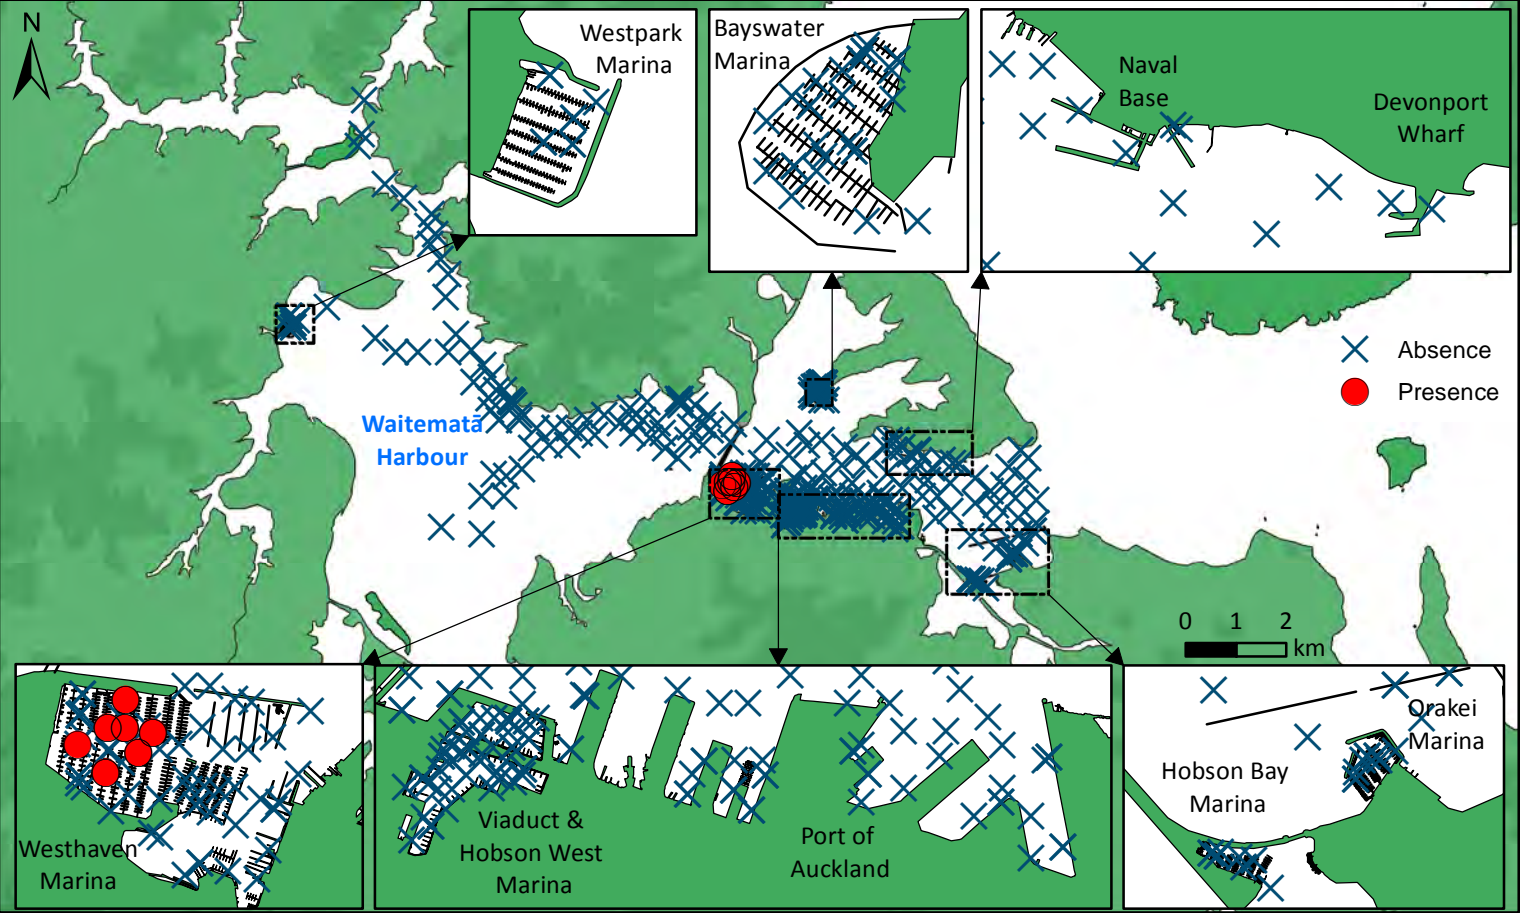 N
Westpark
Marina
Bayswater
Marina
Naval
Base
Devonport
Wharf
Absence
Presence
Waitematā
Harbour
0 1 2
km
Westhaven
Marina
Viaduct &
Hobson West
Marina
Port of
Auckland
Hobson Bay
Marina
Orakei
Marina